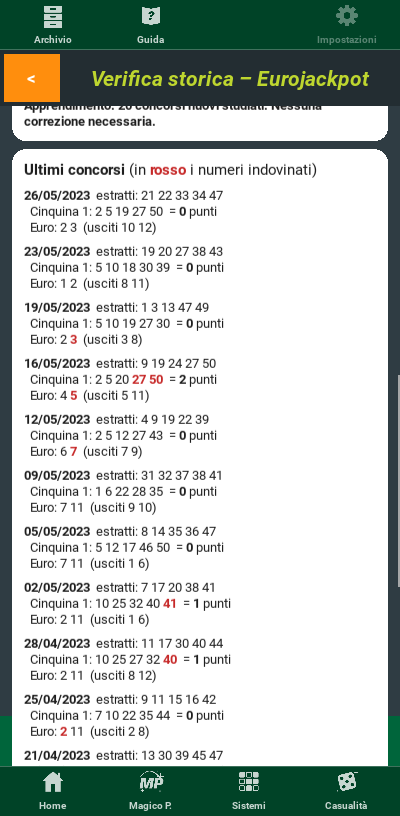 Archivio
Guida
Impostazioni
<
Verifica storica – Eurojackpot
Apprendimento: 20 concorsi nuovi studiati. Nessuna
correzione necessaria.
Ultimi concorsi (in rosso i numeri indovinati)
26/05/2023 estratti: 21 22 33 34 47
Cinquina 1: 2 5 19 27 50 = 0 punti
Euro: 2 3 (usciti 10 12)
23/05/2023 estratti: 19 20 27 38 43
Cinquina 1: 5 10 18 30 39 = 0 punti
Euro: 1 2 (usciti 8 11)
19/05/2023 estratti: 1 3 13 47 49
Cinquina 1: 5 10 19 27 30 = 0 punti
Euro: 2 3 (usciti 3 8)
16/05/2023 estratti: 9 19 24 27 50
Cinquina 1: 2 5 20 27 50 = 2 punti
Euro: 4 5 (usciti 5 11)
12/05/2023 estratti: 4 9 19 22 39
Cinquina 1: 2 5 12 27 43 = 0 punti
Euro: 6 7 (usciti 7 9)
09/05/2023 estratti: 31 32 37 38 41
Cinquina 1: 1 6 22 28 35 = 0 punti
Euro: 7 11 (usciti 9 10)
05/05/2023 estratti: 8 14 35 36 47
Cinquina 1: 5 12 17 46 50 = 0 punti
Euro: 7 11 (usciti 1 6)
02/05/2023 estratti: 7 17 20 38 41
Cinquina 1: 10 25 32 40 41 = 1 punti
Euro: 2 11 (usciti 1 6)
28/04/2023 estratti: 11 17 30 40 44
Cinquina 1: 10 25 27 32 40 = 1 punti
Euro: 2 11 (usciti 8 12)
25/04/2023 estratti: 9 11 15 16 42
Cinquina 1: 7 10 22 35 44 = 0 punti
Euro: 2 11 (usciti 2 8)
21/04/2023 estratti: 13 30 39 45 47
MP
Home
Magico P.
Sistemi
Casualità